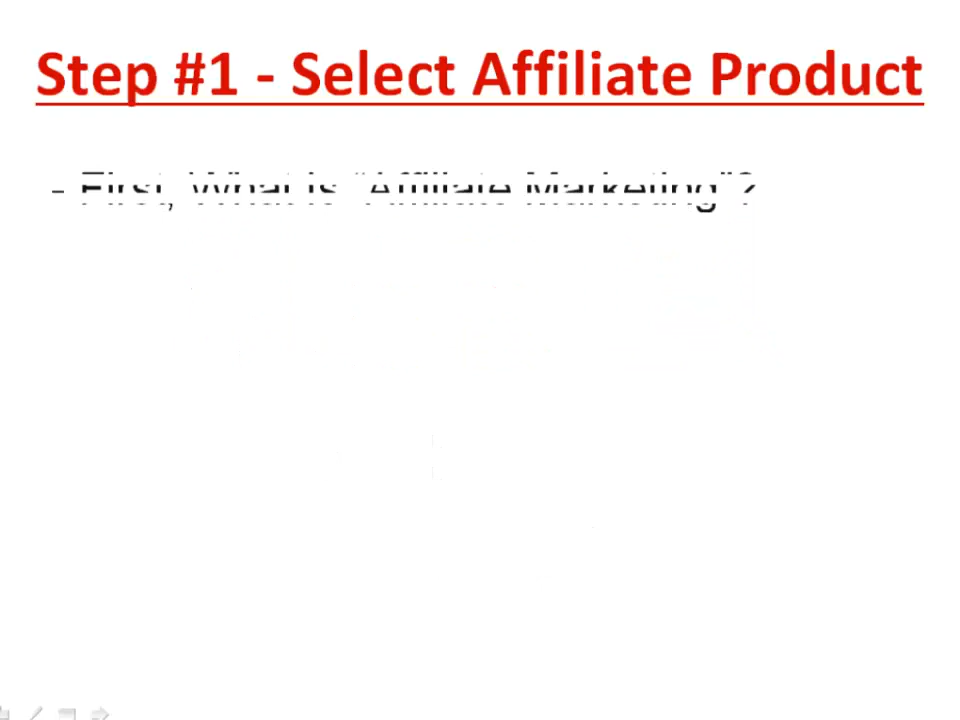 Step #1 - Select Affiliate Product
- First, What Is "Affiliate Marketing"?